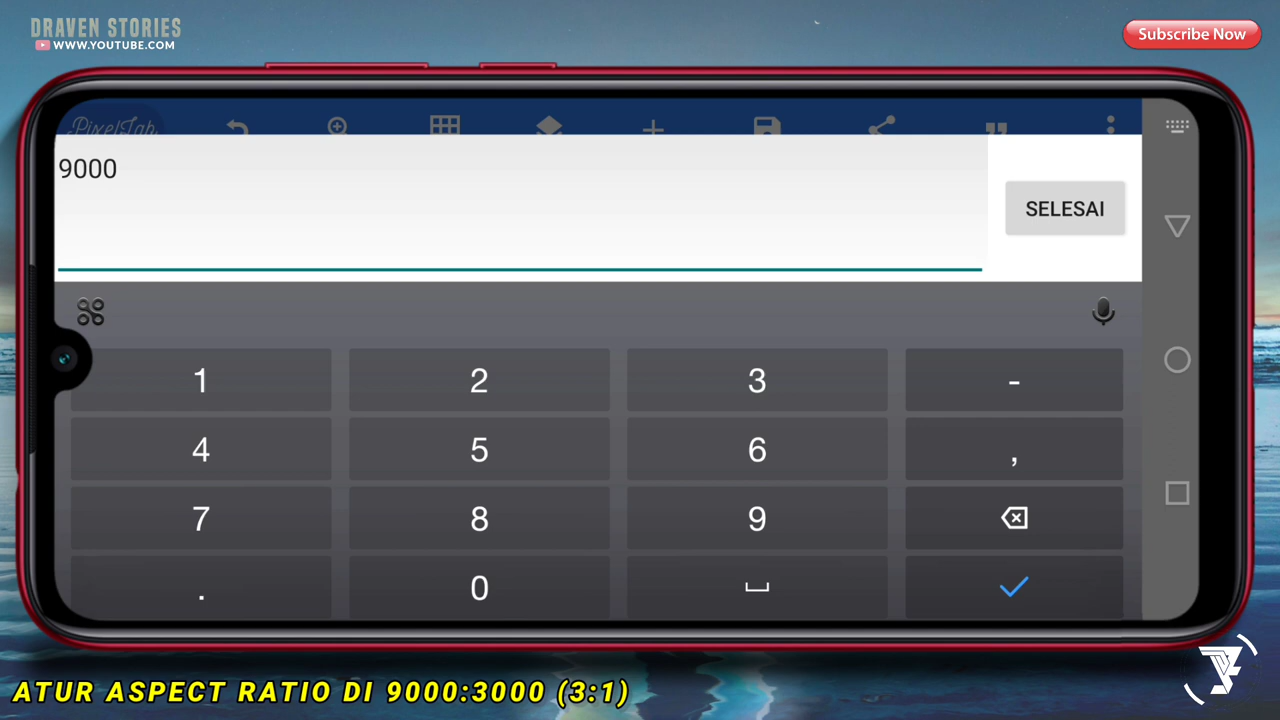 DRAVEN STORIES
WWW.YOUTUBE.COM
Subscribe Now
PixelLab
9000
SELESAI
1 2 3 -
4 5 6 ,
7 8 9
. 0
ATUR ASPECT RATIO DI 9000:3000 (3:1)